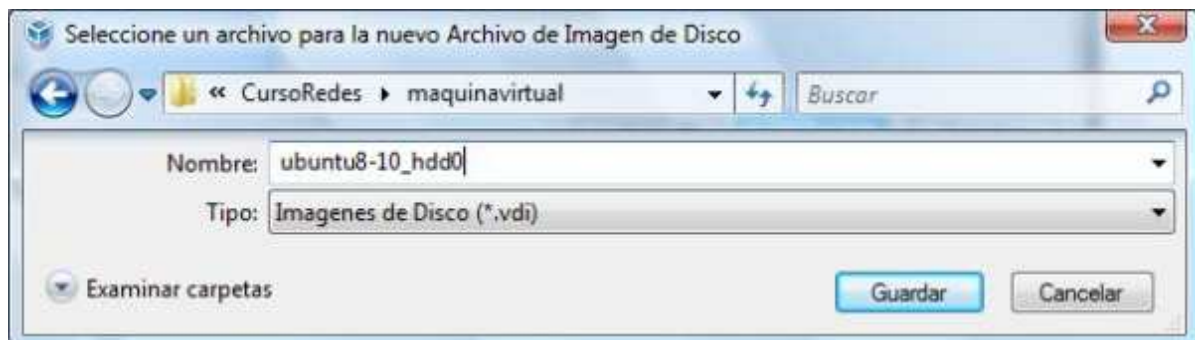 Seleccione un archivo para la nuevo Archivo de Imagen de Disco
« CursoRedes ▸ maquinavirtual Buscar
Nombre: ubuntu8-10_hdd0
Tipo: Imagenes de Disco (*.vdi)
Examinar carpetas Guardar Cancelar